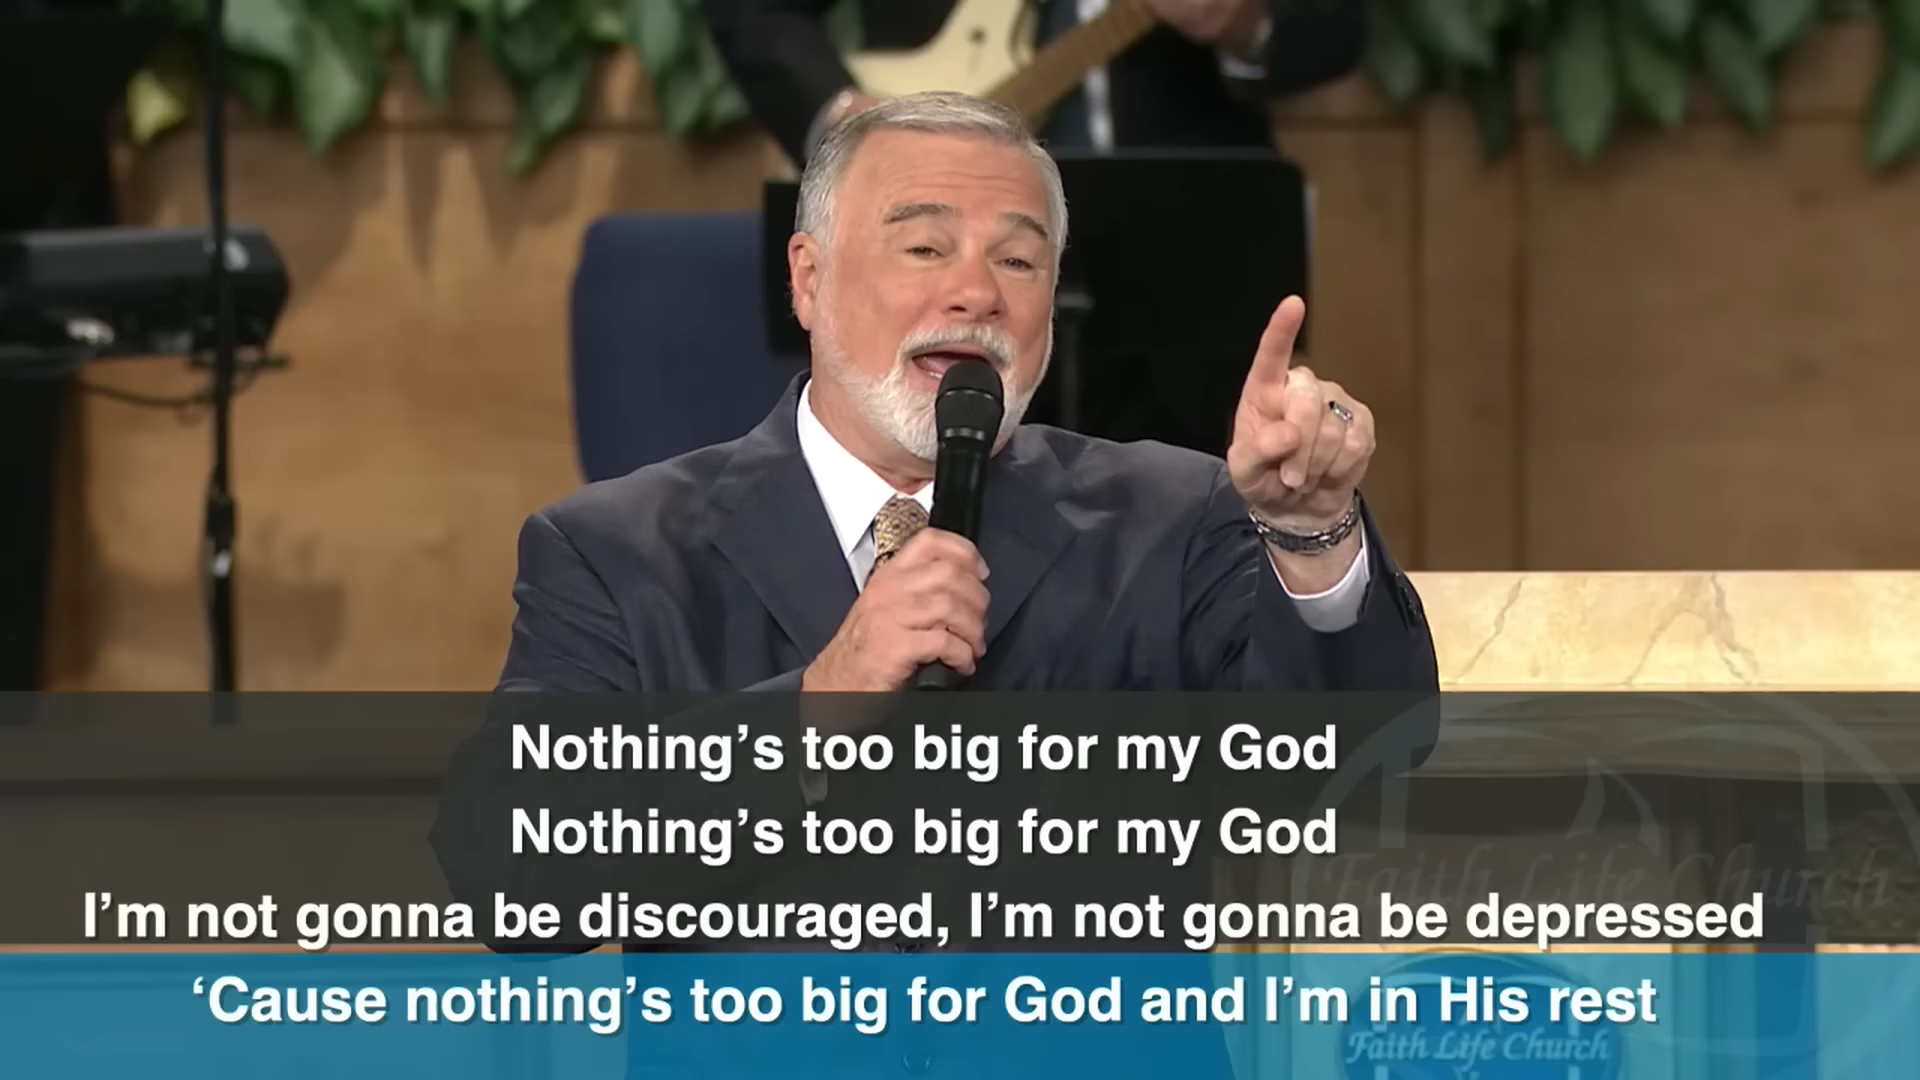 Nothing’s too big for my God
Nothing’s too big for my God
I’m not gonna be discouraged, I’m not gonna be depressed
‘Cause nothing’s too big for God and I’m in His rest
Faith Life Church
Faith Life Church